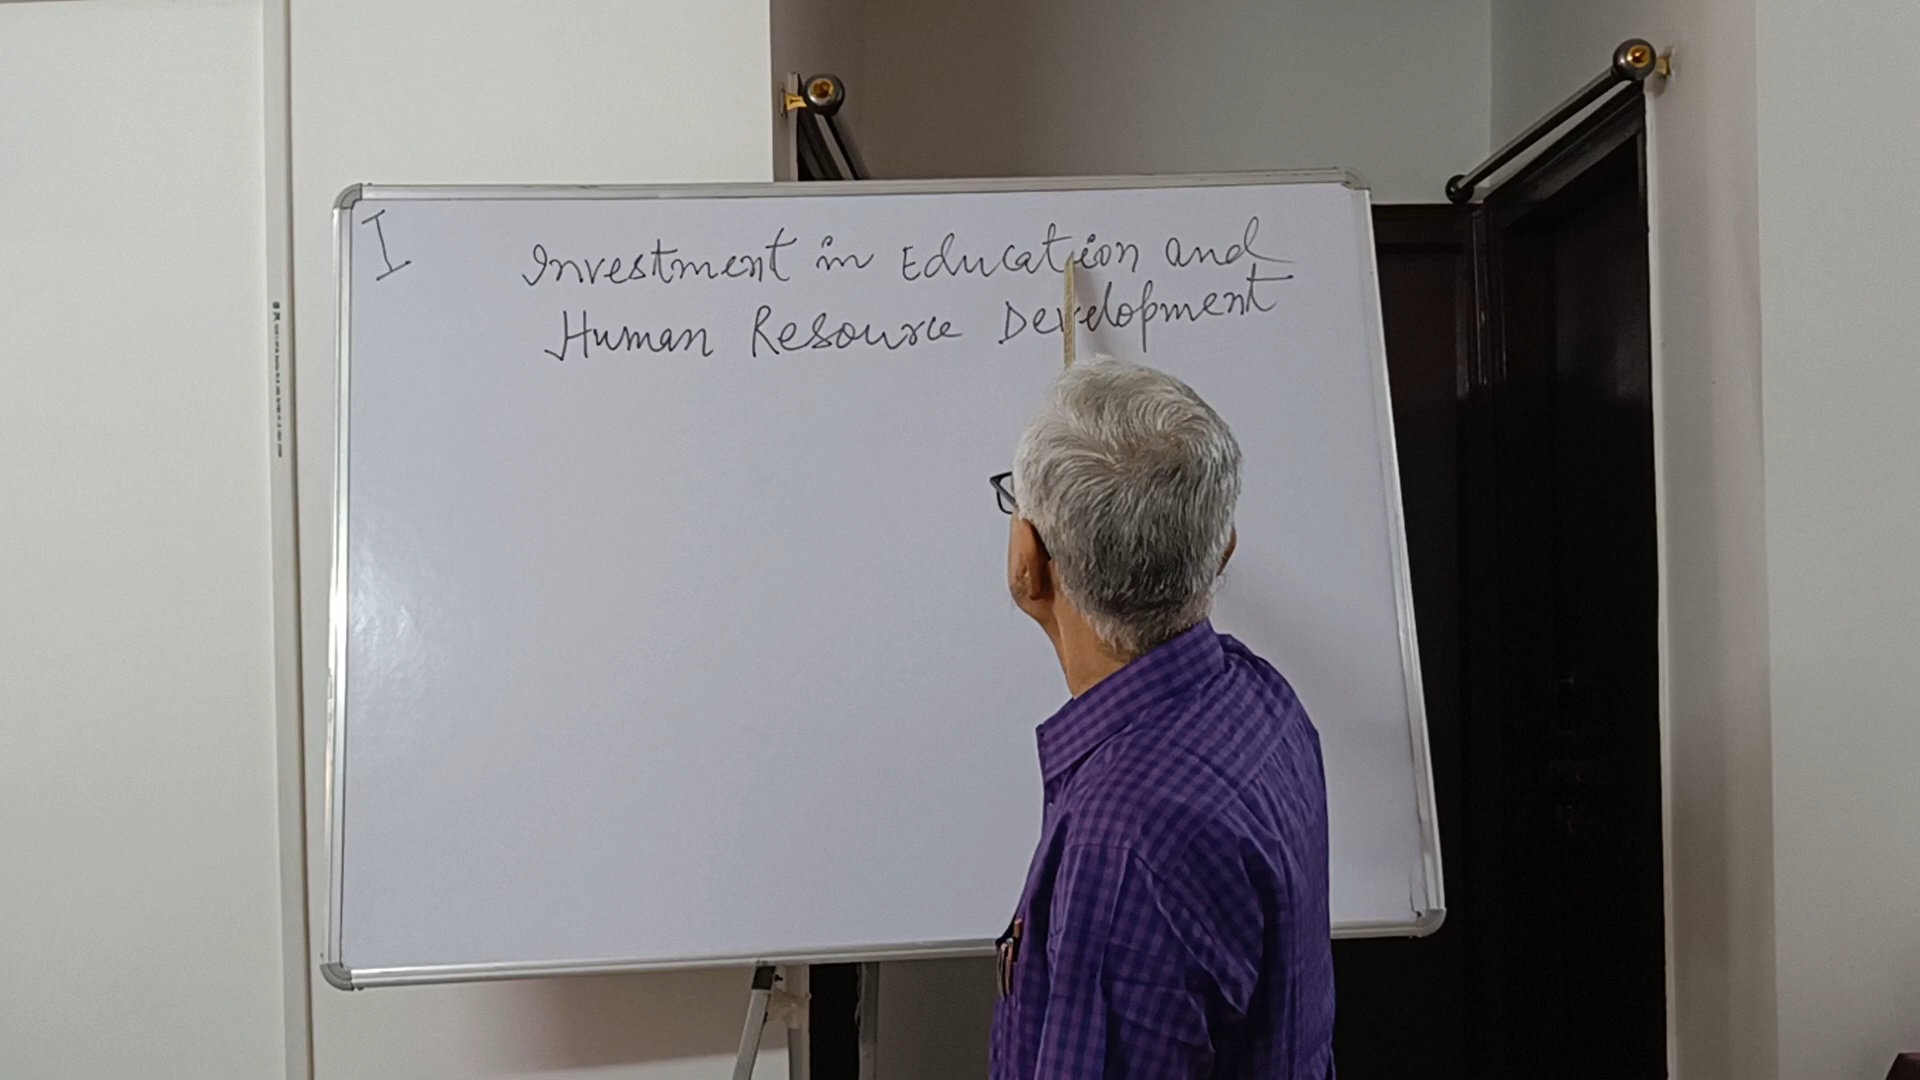 I
Investment in Education and
Human Resource Development